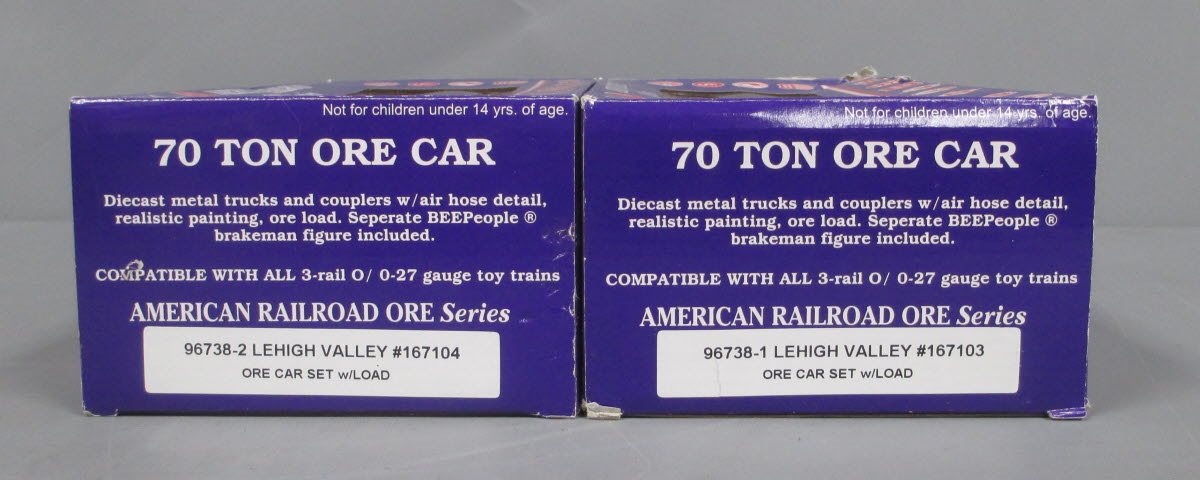 Not for children under 14 yrs. of age.
70 TON ORE CAR
Diecast metal trucks and couplers w/air hose detail,
realistic painting, ore load. Seperate BEEPeople ®
brakeman figure included.
COMPATIBLE WITH ALL 3-rail O/ 0-27 gauge toy trains
AMERICAN RAILROAD ORE Series
96738-2 LEHIGH VALLEY #167104
ORE CAR SET w/LOAD
Not for children under 14 yrs. of age.
70 TON ORE CAR
Diecast metal trucks and couplers w/air hose detail,
realistic painting, ore load. Seperate BEEPeople ®
brakeman figure included.
COMPATIBLE WITH ALL 3-rail O/ 0-27 gauge toy trains
AMERICAN RAILROAD ORE Series
96738-1 LEHIGH VALLEY #167103
ORE CAR SET w/LOAD